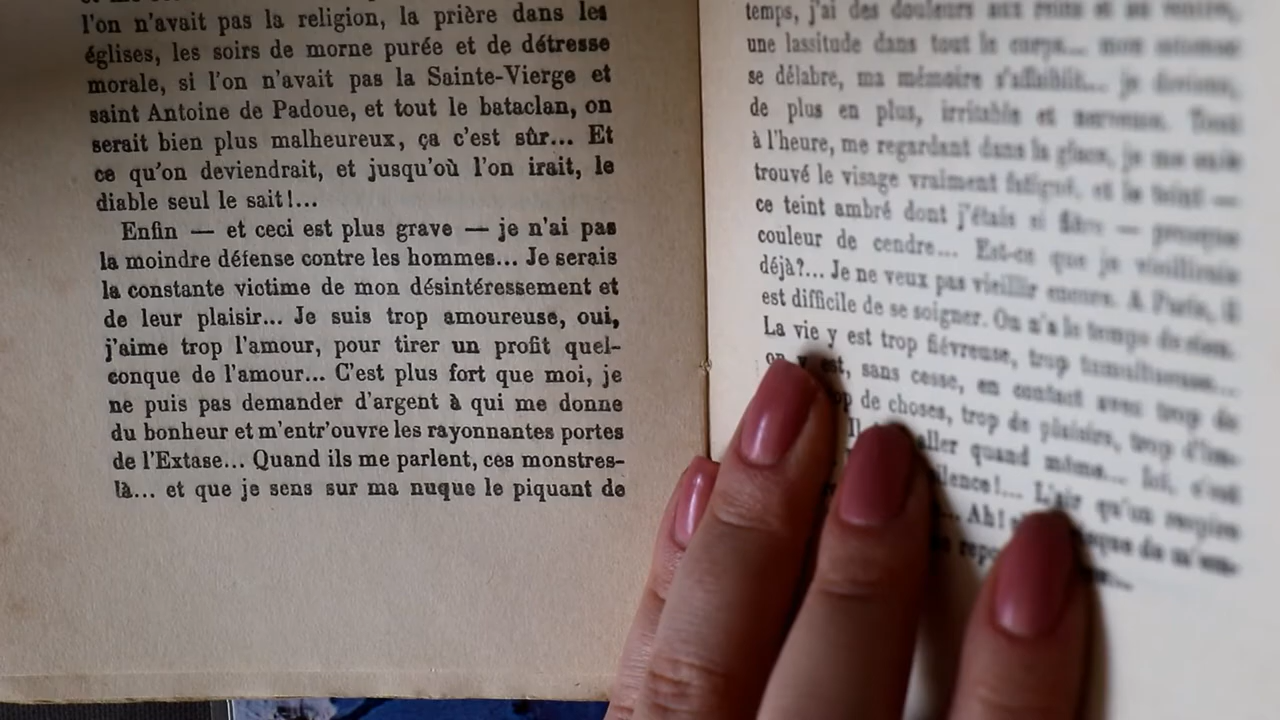 l'on n'avait pas la religion, la prière dans les
églises, les soirs de morne purée et de détresse
morale, si l'on n'avait pas la Sainte-Vierge et
saint Antoine de Padoue, et tout le bataclan, on
serait bien plus malheureux, ça c'est sûr... Et
ce qu'on deviendrait, et jusqu'où l'on irait, le
diable seul le sait!...
Enfin — et ceci est plus grave — je n'ai pas
la moindre défense contre les hommes... Je serais
la constante victime de mon désintéressement et
de leur plaisir... Je suis trop amoureuse, oui,
j'aime trop l'amour, pour tirer un profit quel-
conque de l'amour... C'est plus fort que moi, je
ne puis pas demander d'argent à qui me donne
du bonheur et m'entr'ouvre les rayonnantes portes
de l'Extase... Quand ils me parlent, ces monstres-
là... et que je sens sur ma nuque le piquant de
temps, j'ai des douleurs aux reins et au ventre,
une lassitude dans tout le corps... mon estomac
se délabre, ma mémoire s'affaiblit... je deviens,
de plus en plus, irritable et nerveuse. Tout
à l'heure, me regardant dans la glace, je me suis
trouvé le visage vraiment fatigué, et le teint —
ce teint ambré dont j'étais si fière — presque
couleur de cendre... Est-ce que je vieillirais
déjà?... Je ne veux pas vieillir encore. A Paris, il
est difficile de se soigner. On n'a le temps de rien.
La vie y est trop fiévreuse, trop tumultueuse...
on y est, sans cesse, en contact avec trop de
de choses, trop de plaisirs, trop d'im-
Il aller quand même... Ici, c'est
L'air qu'on respire
Ah!